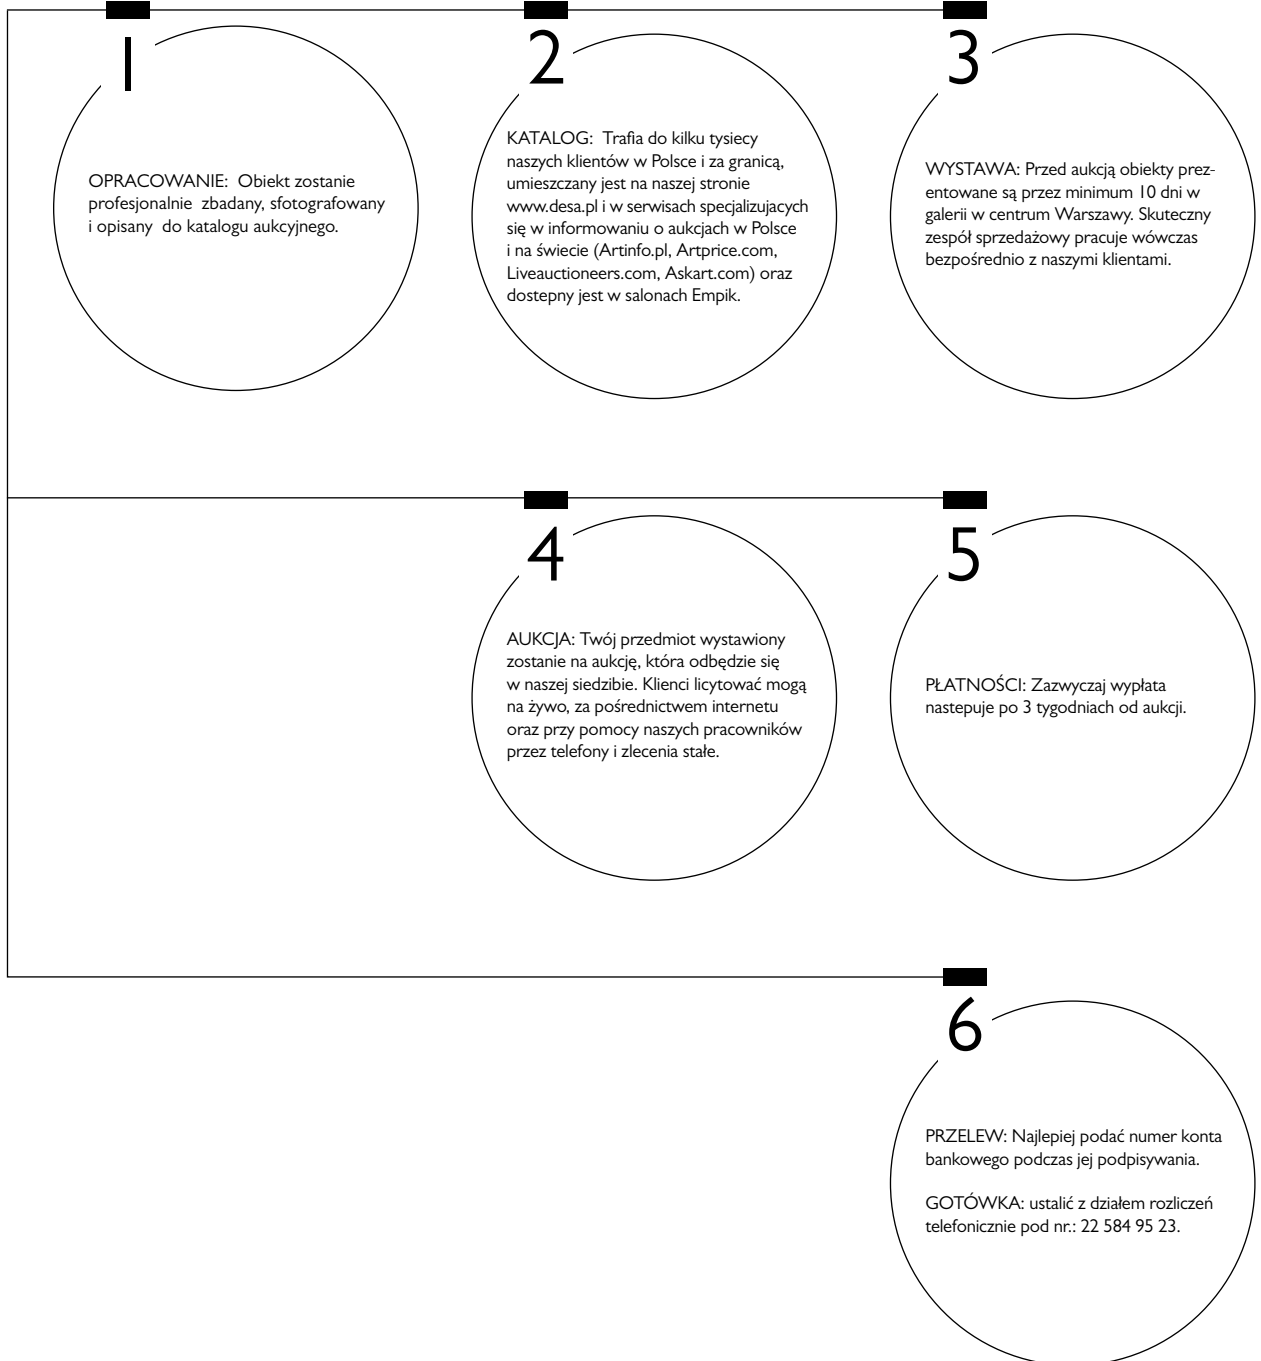 1
OPRACOWANIE:  Obiekt zostanie
profesjonalnie  zbadany, sfotografowany
i opisany  do katalogu aukcyjnego.
2
KATALOG:  Trafia do kilku tysiecy
naszych klientów w Polsce i za granicą,
umieszczany jest na naszej stronie
www.desa.pl i w serwisach specjalizujacych
się w informowaniu o aukcjach w Polsce
i na świecie (Artinfo.pl, Artprice.com,
Liveauctioneers.com, Askart.com) oraz
dostepny jest w salonach Empik.
3
WYSTAWA: Przed aukcją obiekty prez-
entowane są przez minimum 10 dni w
galerii w centrum Warszawy. Skuteczny
zespół sprzedażowy pracuje wówczas
bezpośrednio z naszymi klientami.
4
AUKCJA: Twój przedmiot wystawiony
zostanie na aukcję, która odbędzie się
w naszej siedzibie. Klienci licytować mogą
na żywo, za pośrednictwem internetu
oraz przy pomocy naszych pracowników
przez telefony i zlecenia stałe.
5
PŁATNOŚCI: Zazwyczaj wypłata
nastepuje po 3 tygodniach od aukcji.
6
PRZELEW: Najlepiej podać numer konta
bankowego podczas jej podpisywania.
GOTÓWKA: ustalić z działem rozliczeń
telefonicznie pod nr.: 22 584 95 23.